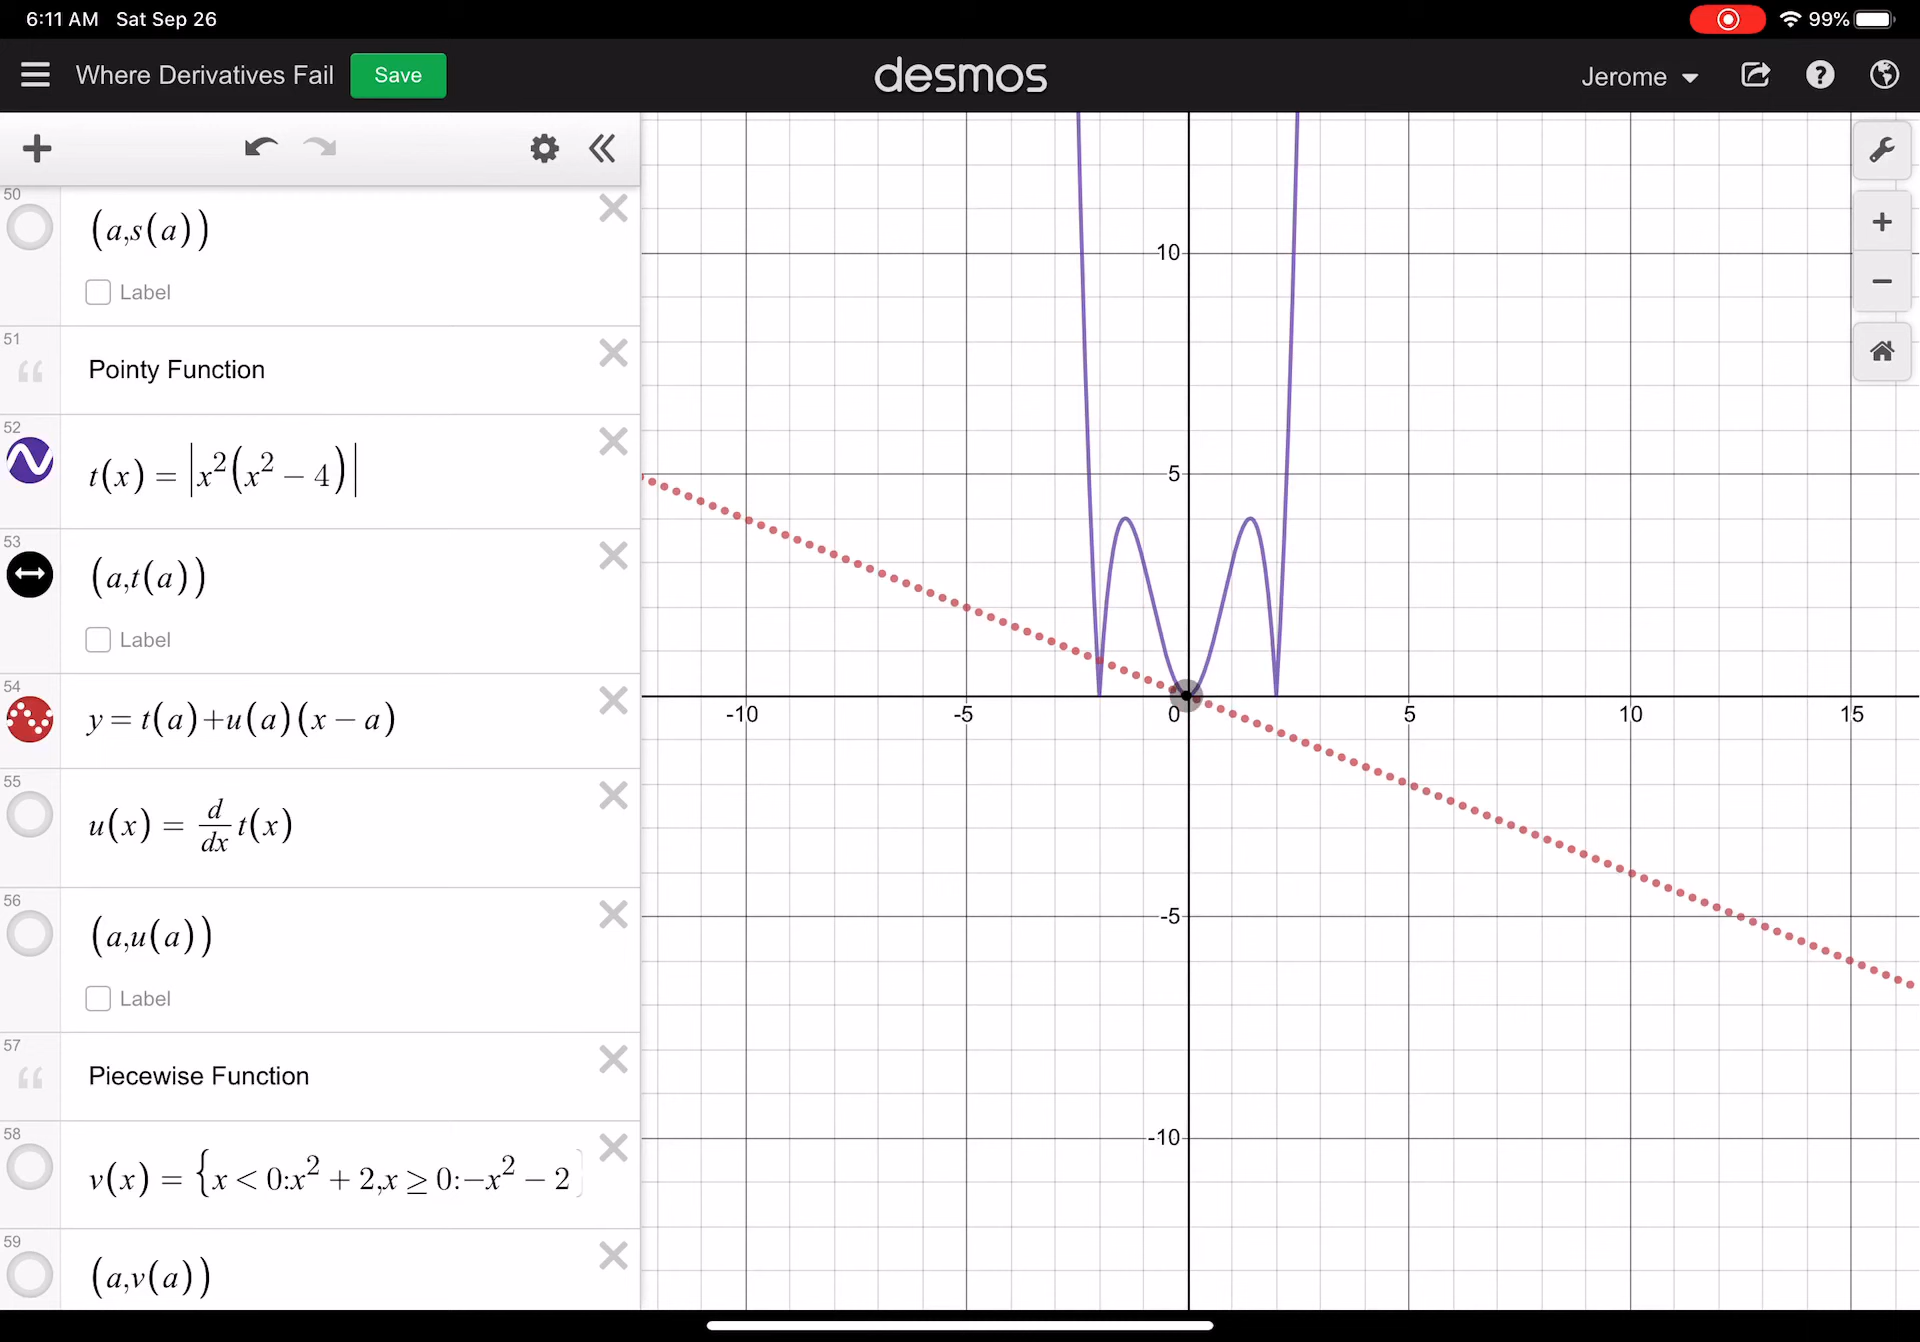 6:11 AM Sat Sep 26 99%
Where Derivatives Fail Save desmos Jerome
50
(a,s(a))
Label
51
Pointy Function
52
t(x) = |x²(x² − 4)|
53
(a,t(a))
Label
54
y = t(a)+u(a)(x − a)
55
u(x) = d/dx t(x)
56
(a,u(a))
Label
57
Piecewise Function
58
v(x) = {x < 0:x² + 2,x ≥ 0:−x² − 2}
59
(a,v(a))
10
5
-10 -5 0 5 10 15
-5
-10